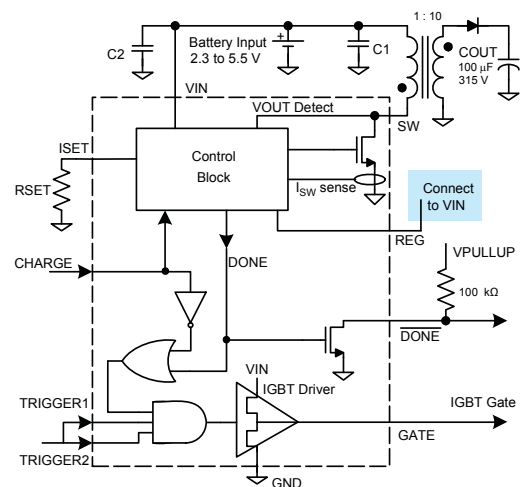 1 : 10
C2
Battery Input
2.3 to 5.5 V
+
C1
COUT
100 µF
315 V
+
VIN
VOUT Detect
SW
ISET
Control
Block
RSET
ISW sense
Connect
to VIN
REG
CHARGE
DONE
VPULLUP
100 kΩ
DONE
VIN
IGBT Driver
TRIGGER1
IGBT Gate
GATE
TRIGGER2
GND